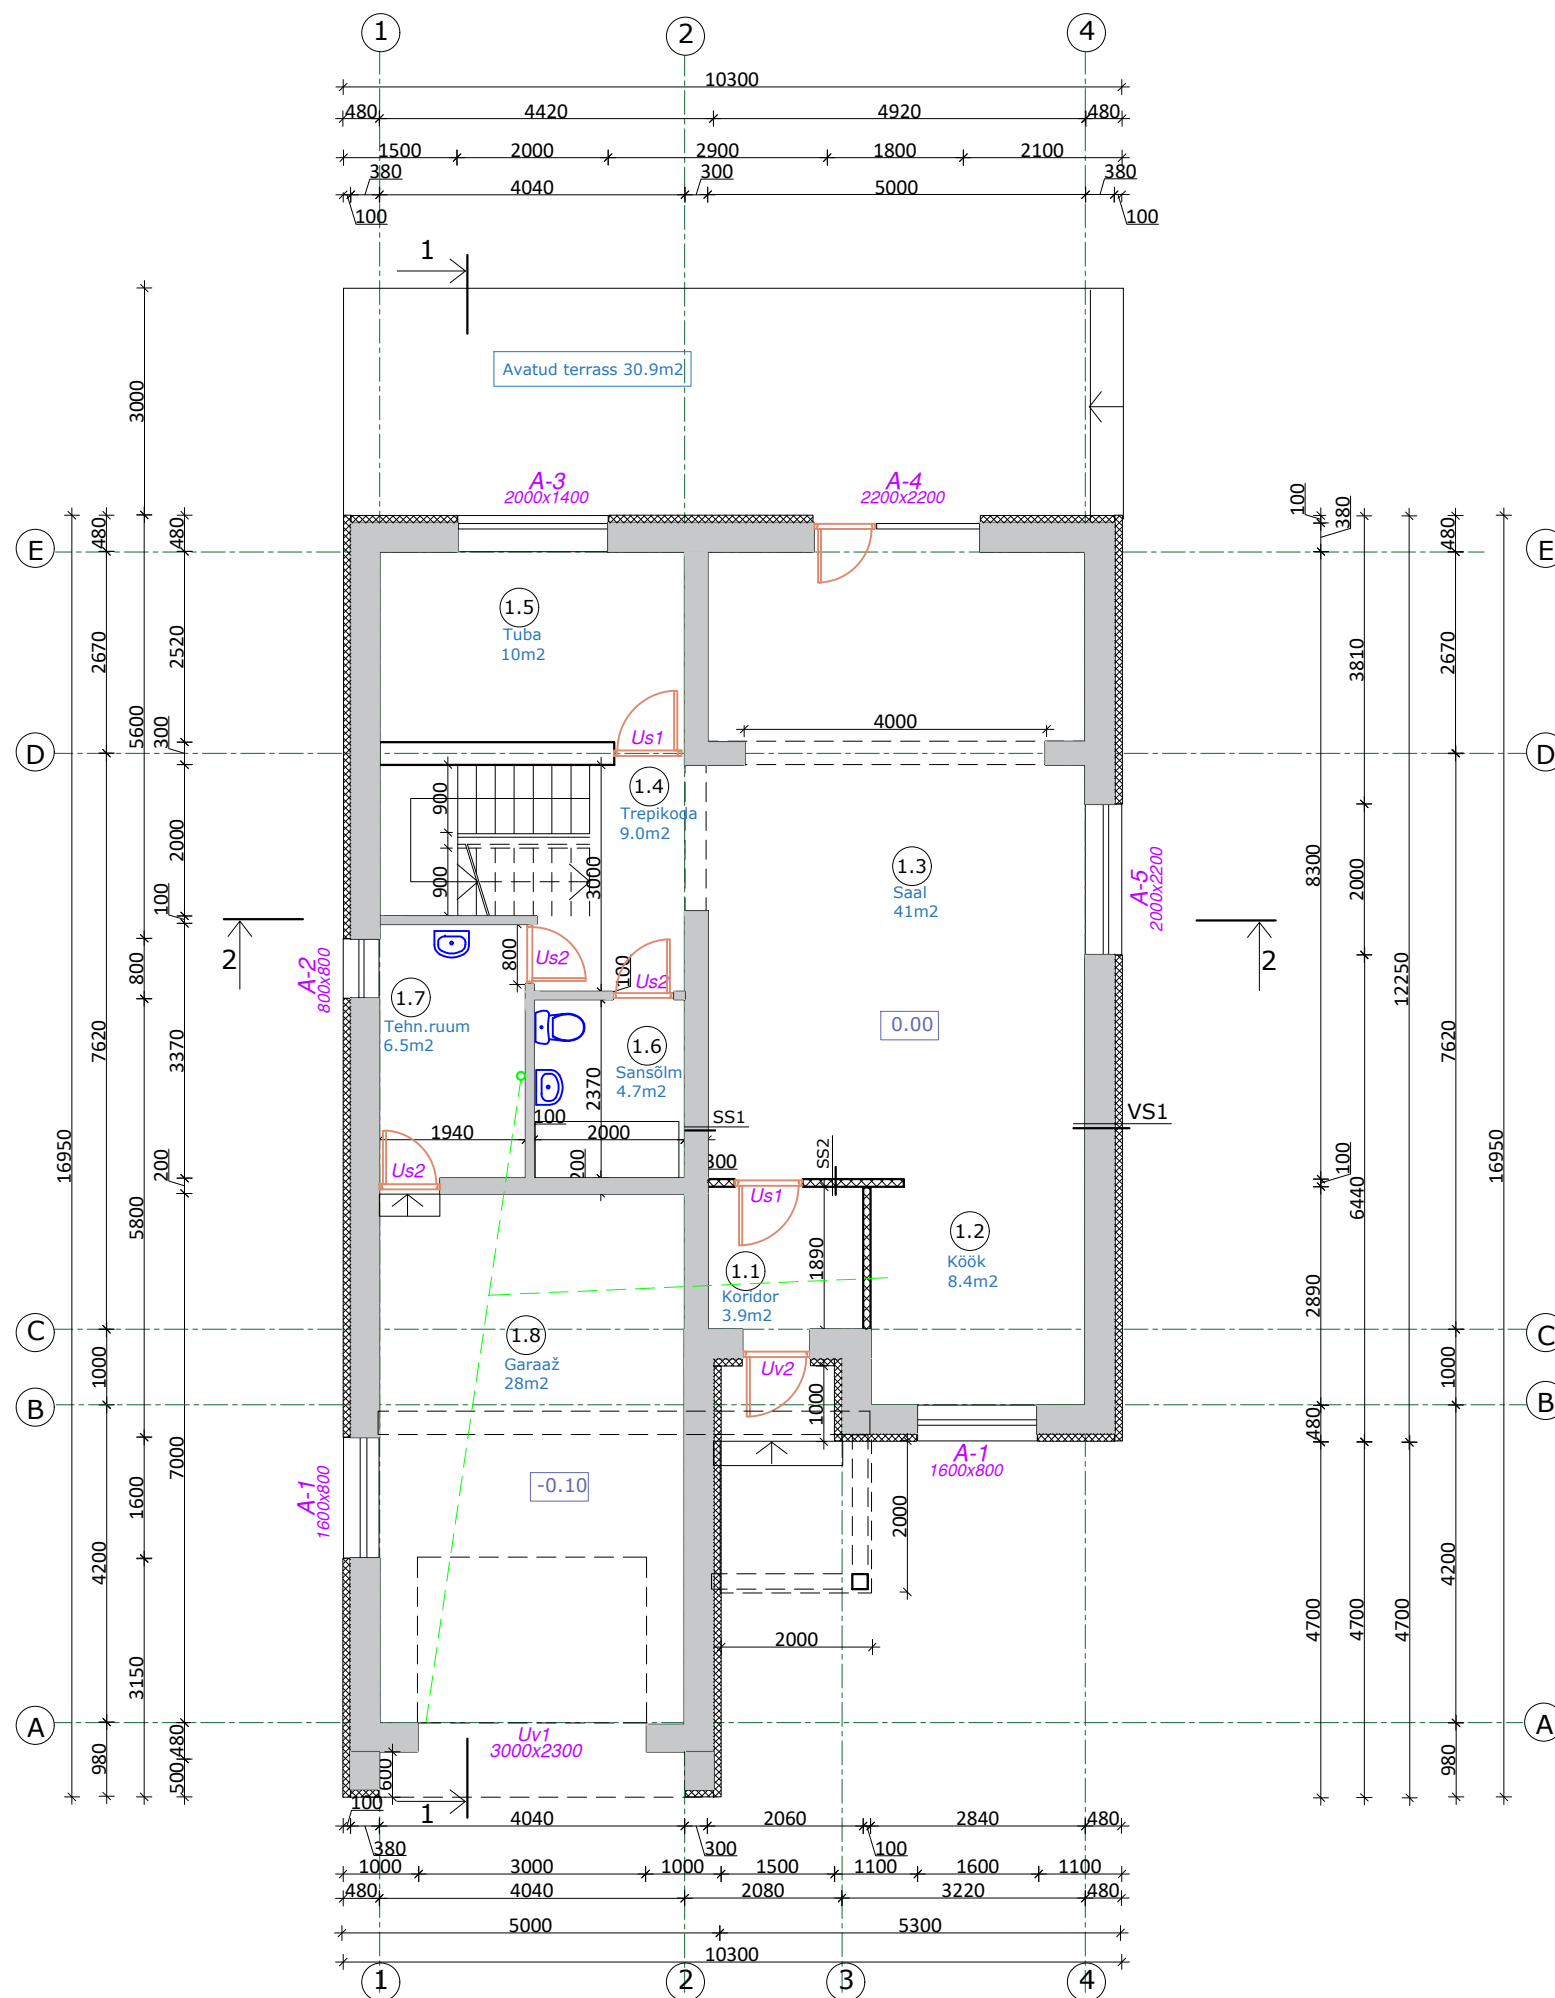 1
2
4
10300
480
4420
4920
480
1500
2000
2900
1800
2100
380
4040
300
5000
380
100
100
1
Avatud terrass 30.9m2
3000
A-3
2000x1400
A-4
2200x2200
E
480
480
100
380
480
E
2670
2520
3810
2670
1.5
Tuba
10m2
5600
300
Us1
4000
D
D
900
1.4
Trepikoda
9.0m2
2000
900
3000
1.3
Saal
41m2
8300
2000
A-5
2000x2200
100
2
800
A-2
800x800
800
Us2
100
Us2
2
12250
1.7
Tehn.ruum
6.5m2
0.00
7620
3370
1.6
Sansõlm
4.7m2
7620
2370
100
1940
2000
SS1
VS1
16950
200
Us2
200
300
SS2
Us1
100
6440
16950
5800
1.1
Koridor
3.9m2
1890
1.2
Köök
8.4m2
2890
C
1.8
Garaaž
28m2
C
1000
Uv2
1000
1000
B
B
480
7000
A-1
1600x800
1600
A-1
1600x800
-0.10
2000
4200
4200
4700
4700
4700
2000
3150
A
A
480
Uv1
3000x2300
980
500
600
980
100
1
4040
2060
2840
480
380
300
100
1000
3000
1000
1500
1100
1600
1100
480
4040
2080
3220
480
5000
5300
10300
1
2
3
4